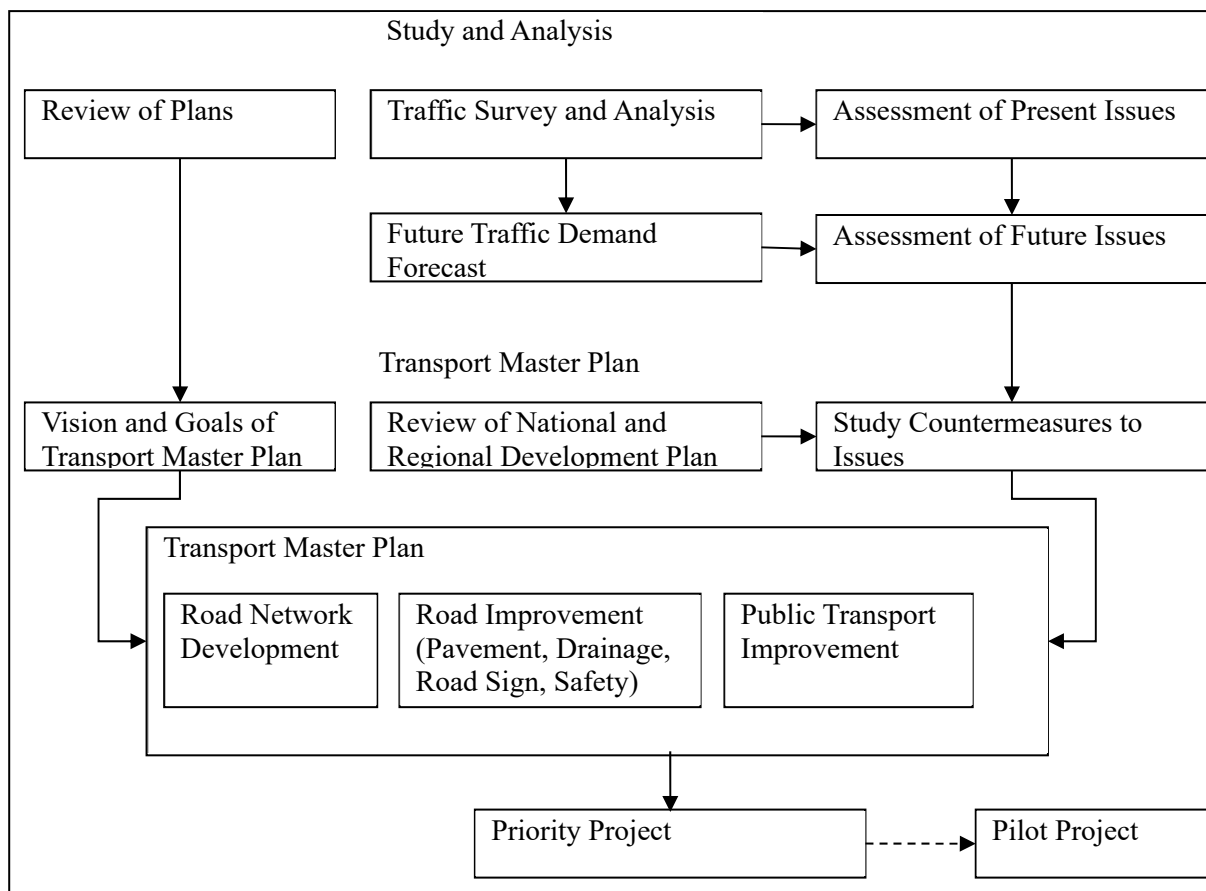 Study and Analysis
Review of Plans
Traffic Survey and Analysis
Assessment of Present Issues
Future Traffic Demand
Forecast
Assessment of Future Issues
Transport Master Plan
Vision and Goals of
Transport Master Plan
Review of National and
Regional Development Plan
Study Countermeasures to
Issues
Transport Master Plan
Road Network
Development
Road Improvement
(Pavement, Drainage,
Road Sign, Safety)
Public Transport
Improvement
Priority Project
Pilot Project